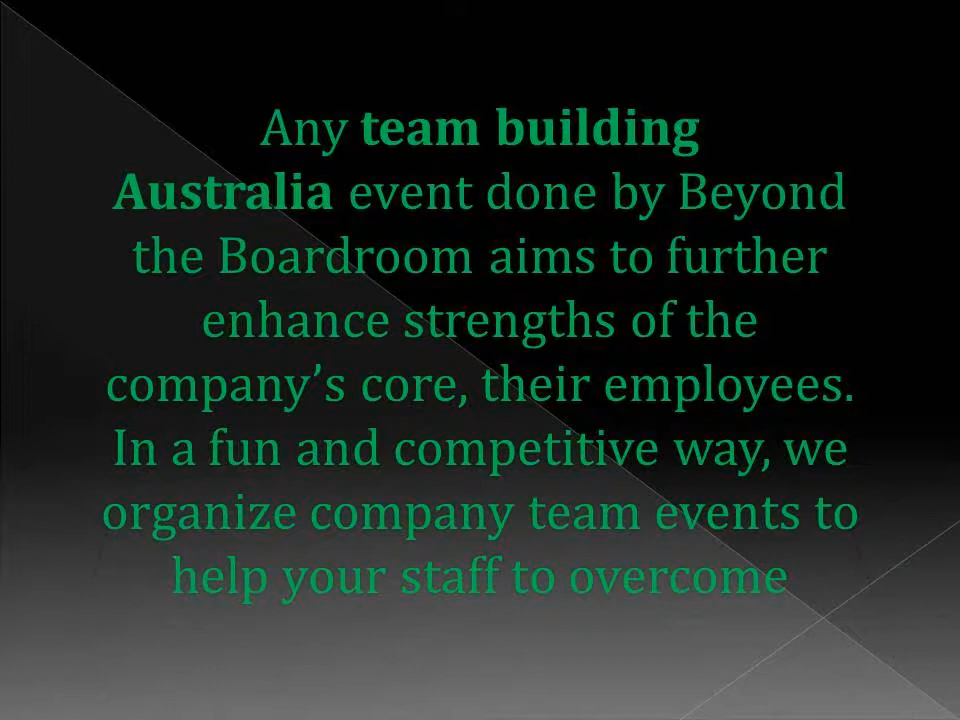 Any team building
Australia event done by Beyond
the Boardroom aims to further
enhance strengths of the
company’s core, their employees.
In a fun and competitive way, we
organize company team events to
help your staff to overcome